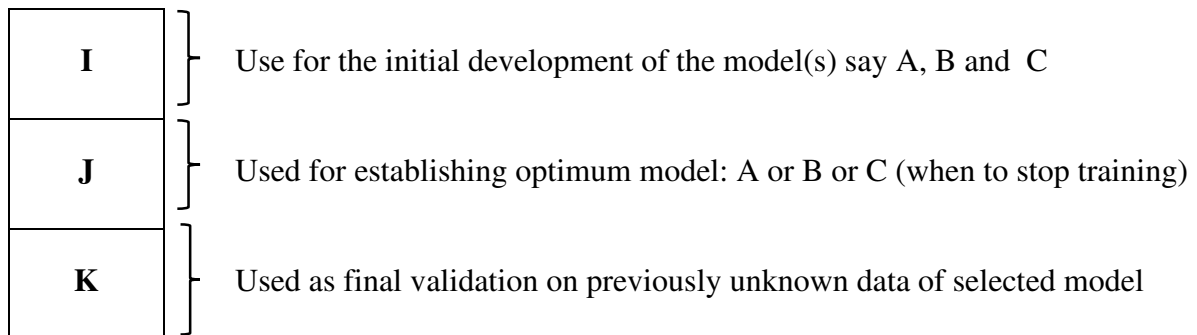 I Use for the initial development of the model(s) say A, B and C
J Used for establishing optimum model: A or B or C (when to stop training)
K Used as final validation on previously unknown data of selected model